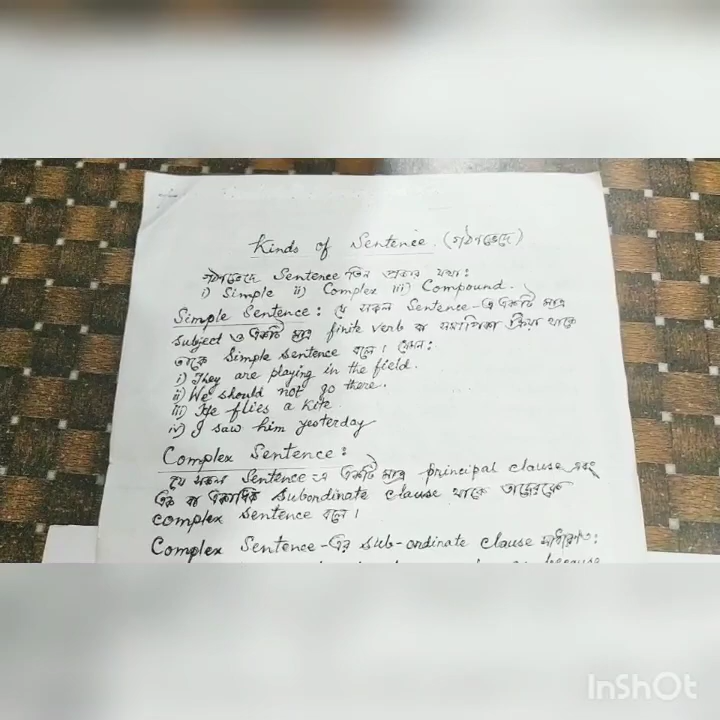 Kinds of Sentence. (গঠনভেদে)
গঠনভেদে Sentence তিন প্রকার যথা:
i) Simple ii) Complex iii) Compound.
Simple Sentence: যে সকল Sentence-এ একটি মাত্র
subject ও একটি মাত্র finite verb বা সমাপিকা ক্রিয়া থাকে
তাকে Simple sentence বলে। যেমন:
i) They are playing in the field.
ii) We should not go there.
iii) He flies a kite.
iv) I saw him yesterday
Complex Sentence:
যে সকল Sentence-এ একটি মাত্র principal clause এবং
এক বা একাধিক subordinate clause থাকে তাদেরকে
complex sentence বলে।
Complex Sentence-এর sub-ordinate clause সাধারণত:
because
InShOt